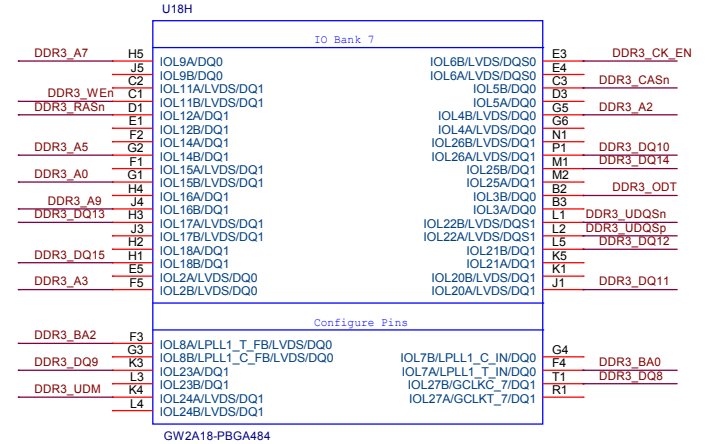 U18H
IO Bank 7
DDR3_A7 H5 IOL9A/DQ0 IOL6B/LVDS/DQS0 E3 DDR3_CK_EN
J5 IOL9B/DQ0 IOL6A/LVDS/DQS0 E4
C2 IOL11A/LVDS/DQ1 IOL5B/DQ0 C3 DDR3_CASn
DDR3_WEn C1 IOL11B/LVDS/DQ1 IOL5A/DQ0 D3
DDR3_RASn D1 IOL12A/DQ1 IOL4B/LVDS/DQ0 G5 DDR3_A2
E1 IOL12B/DQ1 IOL4A/LVDS/DQ0 G6
F2 IOL14A/DQ1 IOL26B/LVDS/DQ1 N1
DDR3_A5 G2 IOL14B/DQ1 IOL26A/LVDS/DQ1 P1 DDR3_DQ10
F1 IOL15A/LVDS/DQ1 IOL25B/DQ1 M1 DDR3_DQ14
DDR3_A0 G1 IOL15B/LVDS/DQ1 IOL25A/DQ1 M2
H4 IOL16A/DQ1 IOL3B/DQ0 B2 DDR3_ODT
DDR3_A9 J4 IOL16B/DQ1 IOL3A/DQ0 B3
DDR3_DQ13 H3 IOL17A/LVDS/DQ1 IOL22B/LVDS/DQS1 L1 DDR3_UDQSn
J3 IOL17B/LVDS/DQ1 IOL22A/LVDS/DQS1 L2 DDR3_UDQSp
H2 IOL18A/DQ1 IOL21B/DQ1 L5 DDR3_DQ12
DDR3_DQ15 H1 IOL18B/DQ1 IOL21A/DQ1 K5
E5 IOL2A/LVDS/DQ0 IOL20B/LVDS/DQ1 K1
DDR3_A3 F5 IOL2B/LVDS/DQ0 IOL20A/LVDS/DQ1 J1 DDR3_DQ11
Configure Pins
DDR3_BA2 F3 IOL8A/LPLL1_T_FB/LVDS/DQ0
G3 IOL8B/LPLL1_C_FB/LVDS/DQ0 IOL7B/LPLL1_C_IN/DQ0 G4
DDR3_DQ9 K3 IOL23A/DQ1 IOL7A/LPLL1_T_IN/DQ0 F4 DDR3_BA0
L3 IOL23B/DQ1 IOL27B/GCLKC_7/DQ1 T1 DDR3_DQ8
DDR3_UDM K4 IOL24A/LVDS/DQ1 IOL27A/GCLKT_7/DQ1 R1
L4 IOL24B/LVDS/DQ1
GW2A18-PBGA484